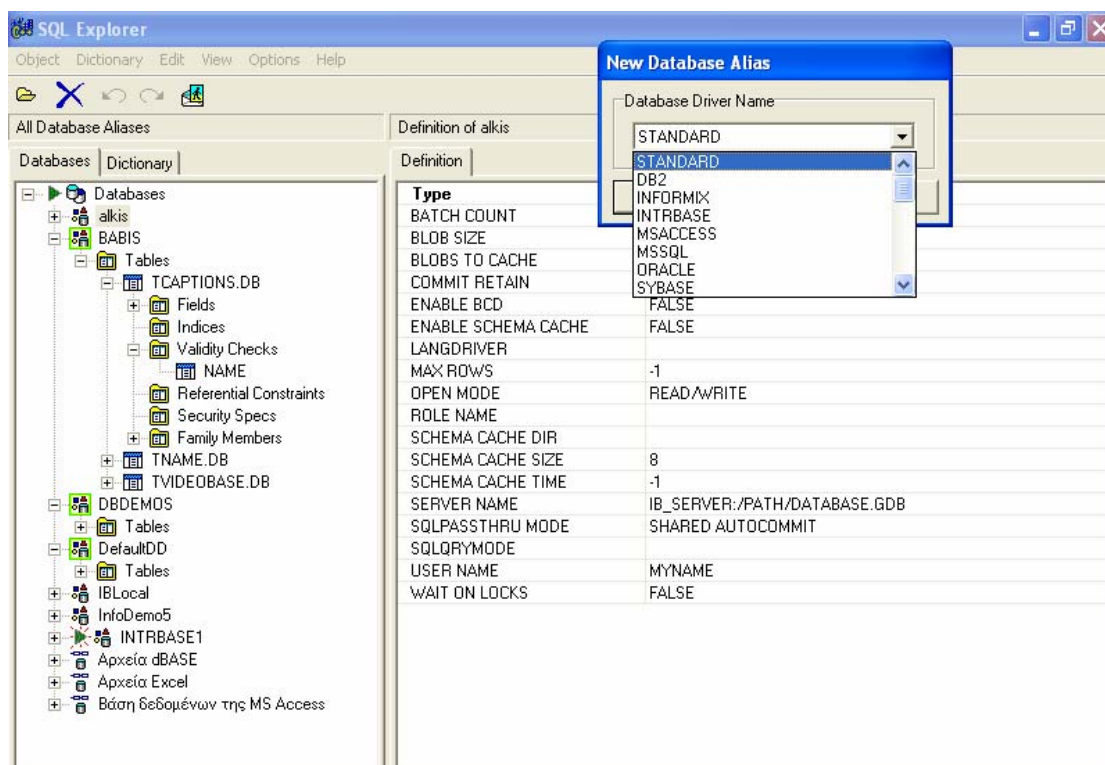 SQL Explorer
Object Dictionary Edit View Options Help
All Database Aliases
Definition of alkis
Databases Dictionary
Definition
Databases
alkis
BABIS
Tables
TCAPTIONS.DB
Fields
Indices
Validity Checks
NAME
Referential Constraints
Security Specs
Family Members
TNAME.DB
TVIDEOBASE.DB
DBDEMOS
Tables
DefaultDD
Tables
IBLocal
InfoDemo5
INTRBASE1
Αρχεία dBASE
Αρχεία Excel
Βάση δεδομένων της MS Access
Type
BATCH COUNT
BLOB SIZE
BLOBS TO CACHE
COMMIT RETAIN
ENABLE BCD FALSE
ENABLE SCHEMA CACHE FALSE
LANGDRIVER
MAX ROWS -1
OPEN MODE READ/WRITE
ROLE NAME
SCHEMA CACHE DIR
SCHEMA CACHE SIZE 8
SCHEMA CACHE TIME -1
SERVER NAME IB_SERVER:/PATH/DATABASE.GDB
SQLPASSTHRU MODE SHARED AUTOCOMMIT
SQLQRYMODE
USER NAME MYNAME
WAIT ON LOCKS FALSE
New Database Alias
Database Driver Name
STANDARD
STANDARD
DB2
INFORMIX
INTRBASE
MSACCESS
MSSQL
ORACLE
SYBASE